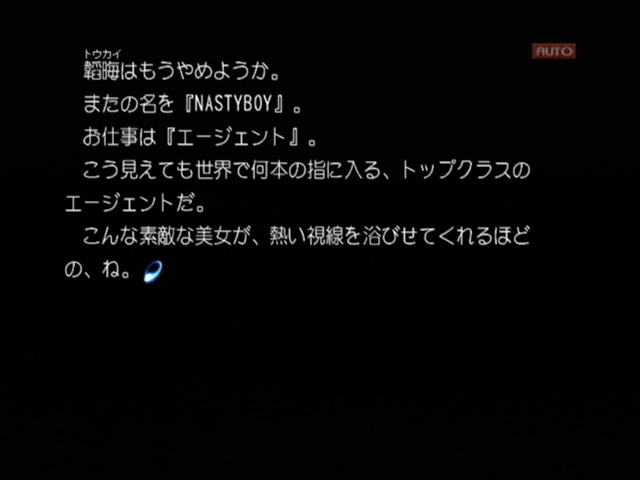 AUTO
トウカイ
韜晦はもうやめようか。
またの名を『NASTYBOY』。
お仕事は『エージェント』。
こう見えても世界で何本の指に入る、トップクラスの
エージェントだ。
こんな素敵な美女が、熱い視線を浴びせてくれるほど
の、ね。